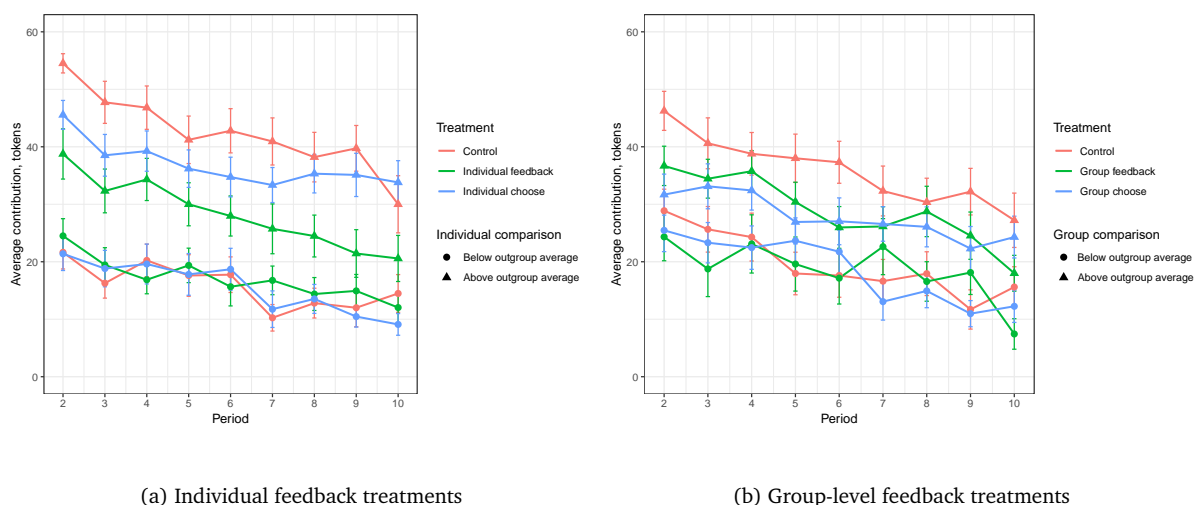 60
40
20
0
Average contribution, tokens
2 3 4 5 6 7 8 9 10
Period
Treatment
Control
Individual feedback
Individual choose
Individual comparison
Below outgroup average
Above outgroup average
(a) Individual feedback treatments
60
40
20
0
Average contribution, tokens
2 3 4 5 6 7 8 9 10
Period
Treatment
Control
Group feedback
Group choose
Group comparison
Below outgroup average
Above outgroup average
(b) Group-level feedback treatments